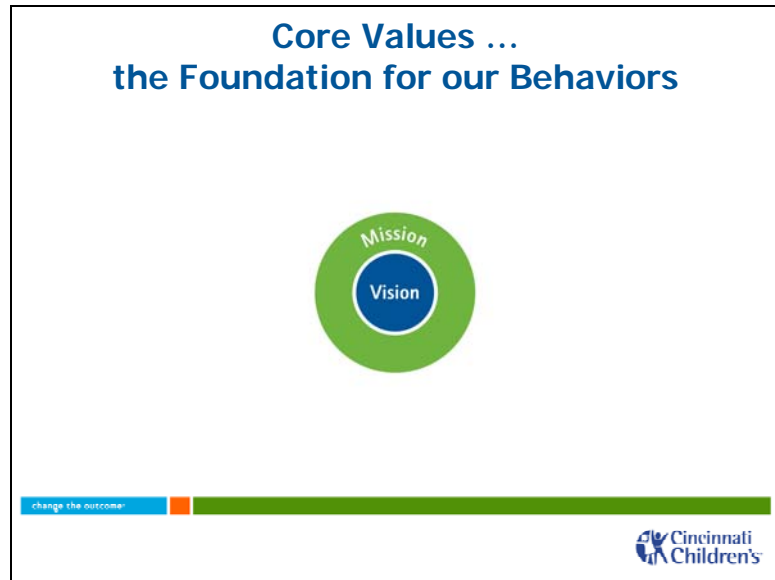 Core Values ...
the Foundation for our Behaviors
Mission
Vision
change the outcome
Cincinnati
Children's